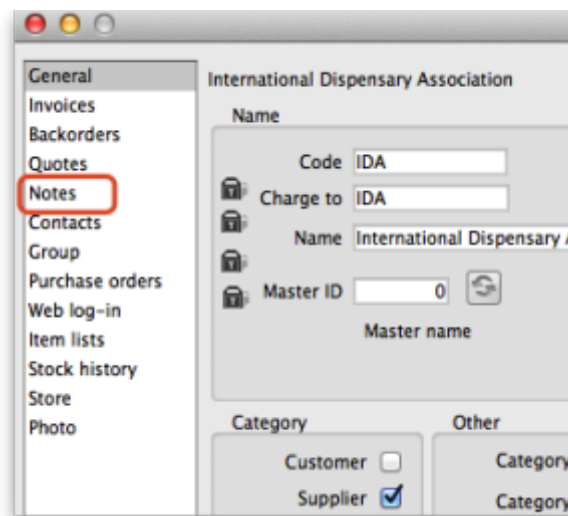 General
Invoices
Backorders
Quotes
Notes
Contacts
Group
Purchase orders
Web log-in
Item lists
Stock history
Store
Photo
International Dispensary Association
Name
Code IDA
Charge to IDA
Name International Dispensary
Master ID 0
Master name
Category
Customer
Supplier
Other
Category
Category